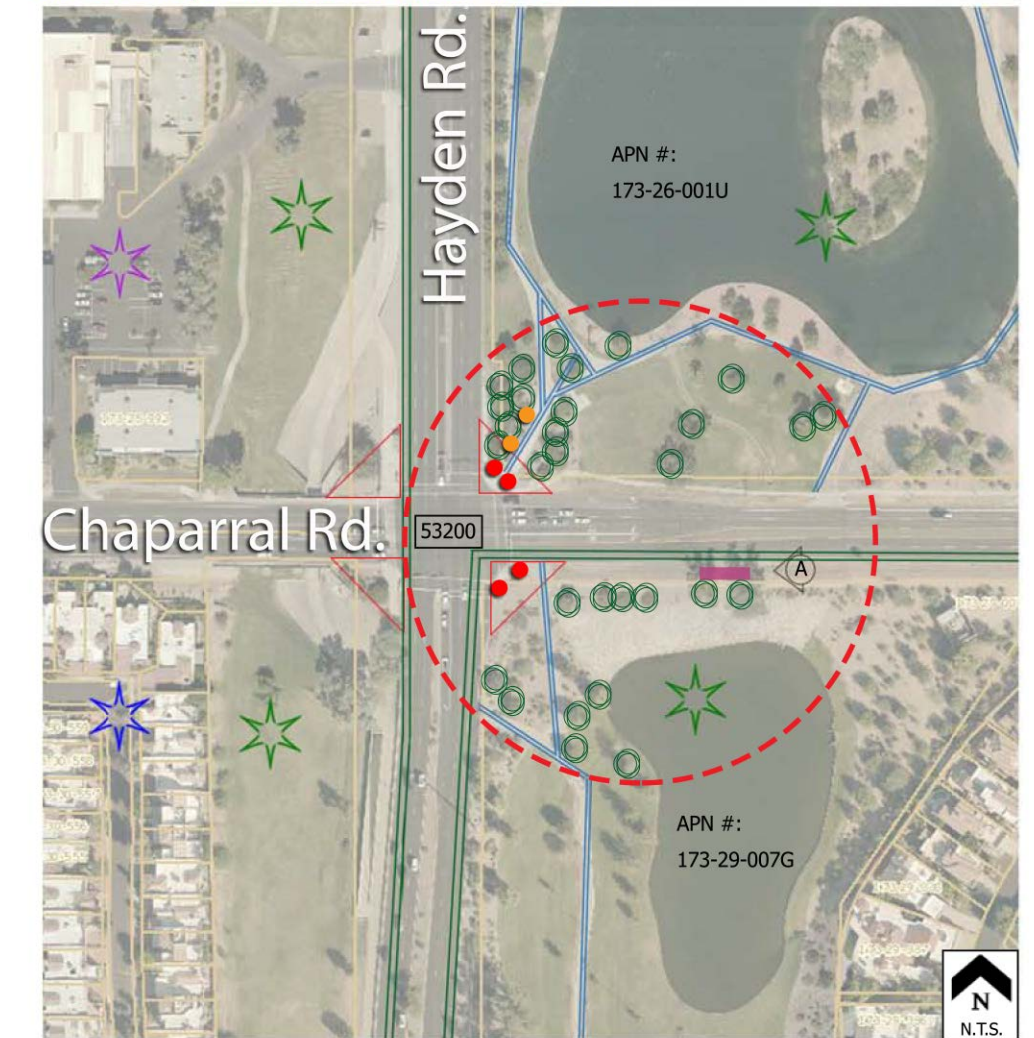 Hayden Rd.
APN #:
173-26-001U
Chaparral Rd.
53200
A
APN #:
173-29-007G
N
N.T.S.